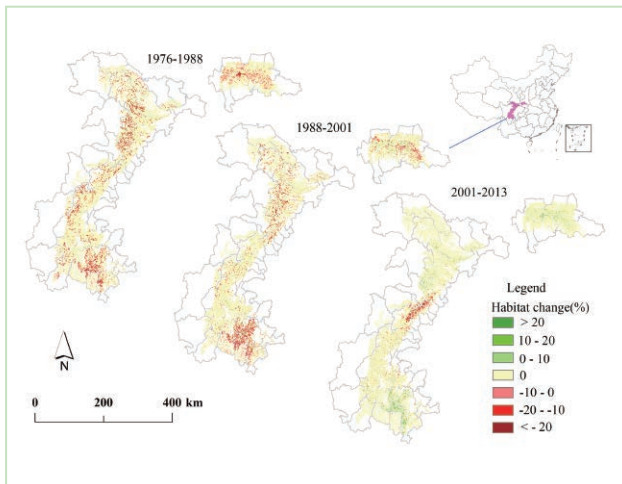 1976-1988
1988-2001
2001-2013
Legend
Habitat change(%)
> 20
10 - 20
0 - 10
0
-10 - 0
-20 - -10
< - 20
N
0 200 400 km